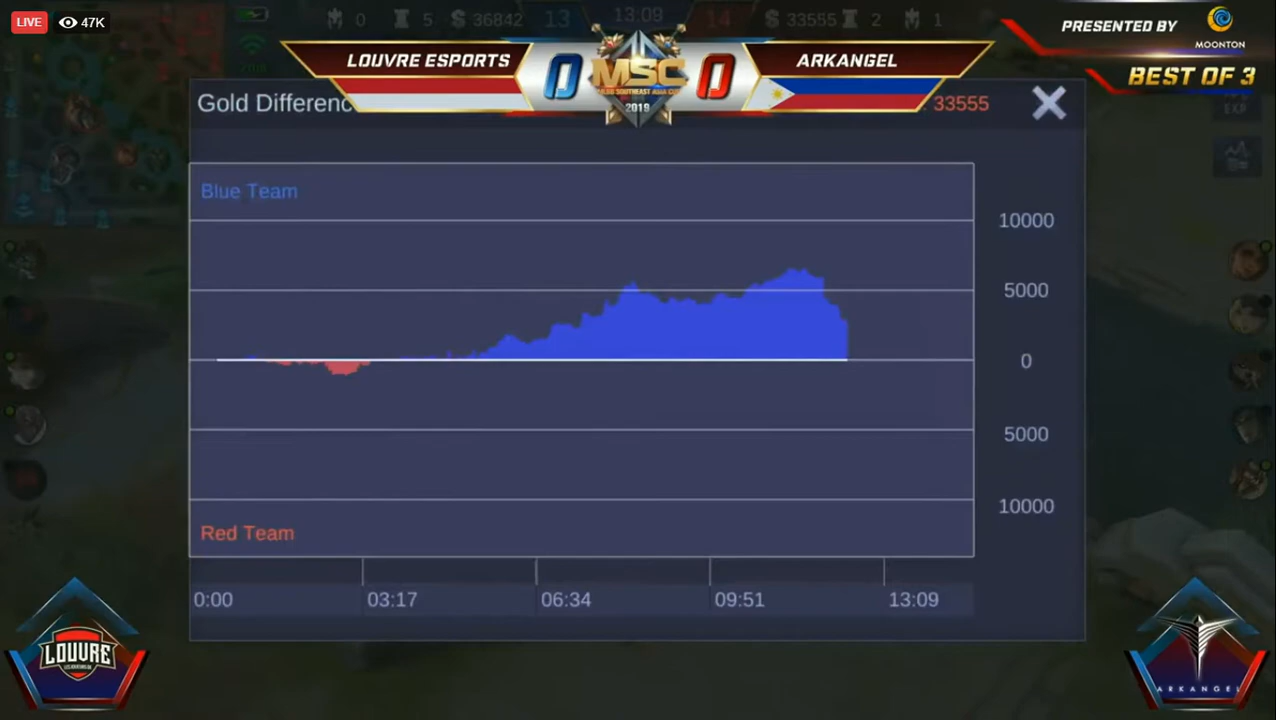 LIVE 47K
0 5 36842 13 13:09 14 33555 2 1
PRESENTED BY
MOONTON
LOUVRE ESPORTS 0 MSC 0 ARKANGEL
2019
BEST OF 3
Gold Differenc 33555
EXP
Blue Team
10000
5000
0
5000
10000
Red Team
0:00 03:17 06:34 09:51 13:09
LOUVRE
ARKANGEL